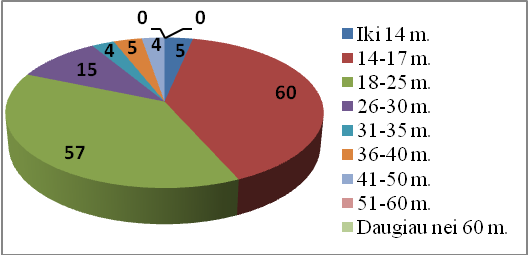 0 0
5
60
57
15
4
5
4
Iki 14 m.
14-17 m.
18-25 m.
26-30 m.
31-35 m.
36-40 m.
41-50 m.
51-60 m.
Daugiau nei 60 m.